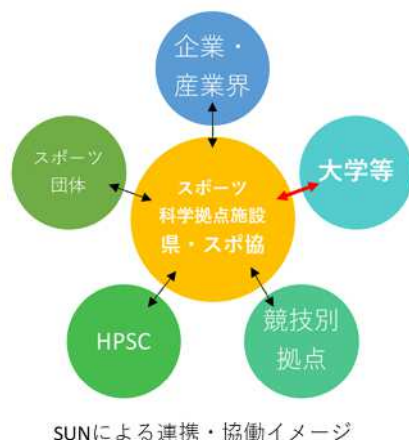 企業・
産業界
スポーツ
団体
スポーツ
科学拠点施設
県・スポ協
大学等
HPSC
競技別
拠点
SUNによる連携・協働イメージ